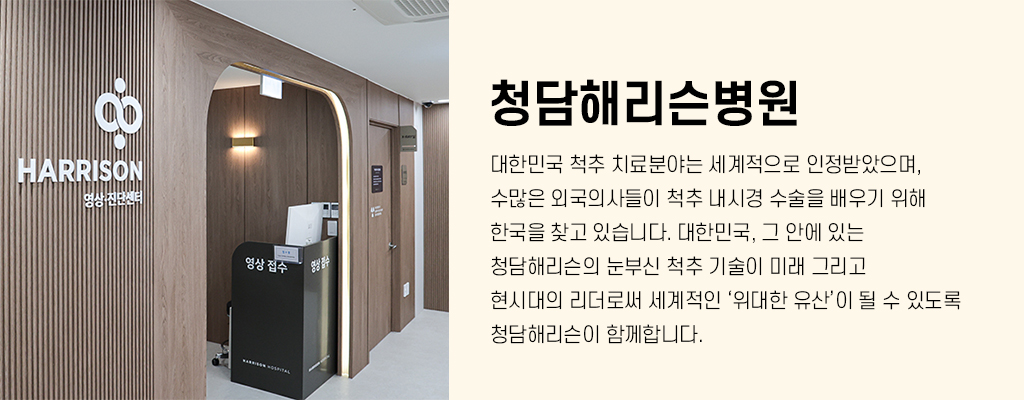 HARRISON
영상 진단센터
영상 접수
영상 접수
HARRISON HOSPITAL
청담해리슨병원
대한민국 척추 치료분야는 세계적으로 인정받았으며,
수많은 외국의사들이 척추 내시경 수술을 배우기 위해
한국을 찾고 있습니다. 대한민국, 그 안에 있는
청담해리슨의 눈부신 척추 기술이 미래 그리고
현시대의 리더로써 세계적인 ‘위대한 유산’이 될 수 있도록
청담해리슨이 함께합니다.